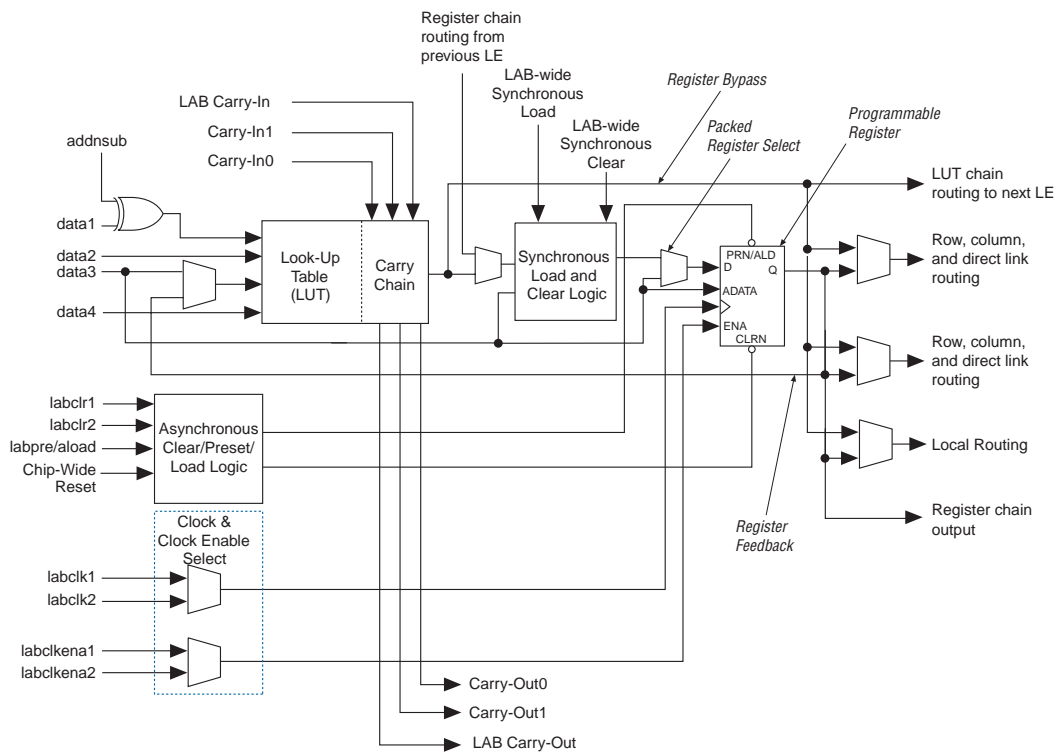 Register chain
routing from
previous LE
LAB-wide
Synchronous
Load
LAB-wide
Synchronous
Clear
Register Bypass
Packed
Register Select
Programmable
Register
LAB Carry-In
Carry-In1
Carry-In0
addnsub
data1
data2
data3
data4
Look-Up
Table
(LUT)
Carry
Chain
Synchronous
Load and
Clear Logic
PRN/ALD
D
Q
ADATA
ENA
CLRN
LUT chain
routing to next LE
Row, column,
and direct link
routing
Row, column,
and direct link
routing
Local Routing
Register chain
output
Register
Feedback
labclr1
labclr2
labpre/aload
Chip-Wide
Reset
Asynchronous
Clear/Preset/
Load Logic
Clock &
Clock Enable
Select
labclk1
labclk2
labclkena1
labclkena2
Carry-Out0
Carry-Out1
LAB Carry-Out